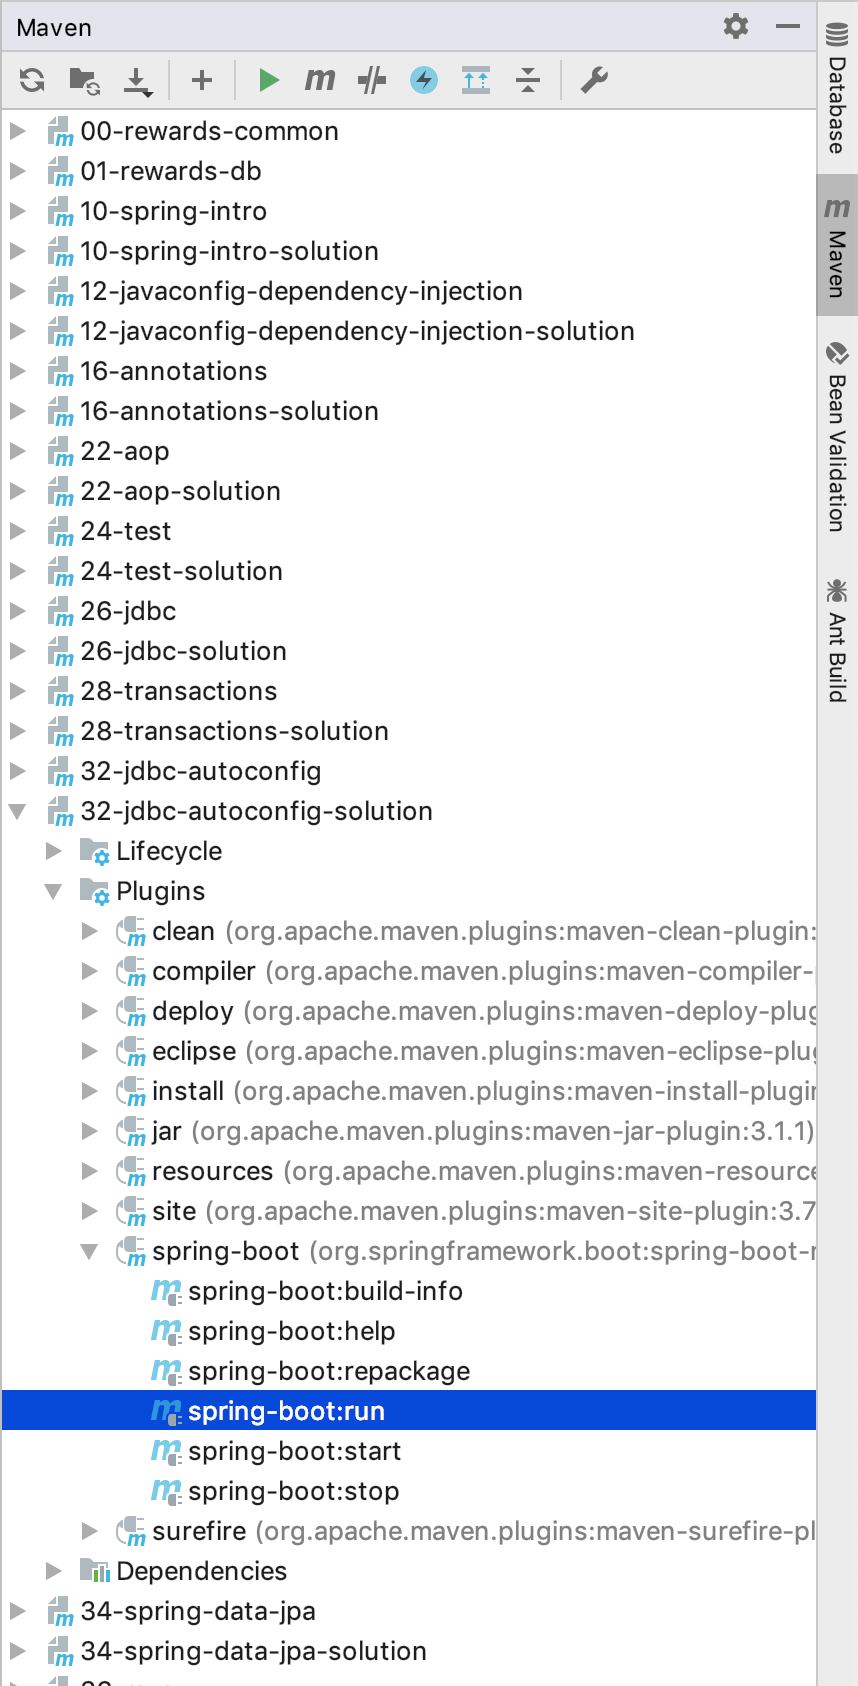 Maven
00-rewards-common
01-rewards-db
10-spring-intro
10-spring-intro-solution
12-javaconfig-dependency-injection
12-javaconfig-dependency-injection-solution
16-annotations
16-annotations-solution
22-aop
22-aop-solution
24-test
24-test-solution
26-jdbc
26-jdbc-solution
28-transactions
28-transactions-solution
32-jdbc-autoconfig
32-jdbc-autoconfig-solution
Lifecycle
Plugins
clean (org.apache.maven.plugins:maven-clean-plugin:
compiler (org.apache.maven.plugins:maven-compiler-
deploy (org.apache.maven.plugins:maven-deploy-plug
eclipse (org.apache.maven.plugins:maven-eclipse-plug
install (org.apache.maven.plugins:maven-install-plugin
jar (org.apache.maven.plugins:maven-jar-plugin:3.1.1)
resources (org.apache.maven.plugins:maven-resource
site (org.apache.maven.plugins:maven-site-plugin:3.7
spring-boot (org.springframework.boot:spring-boot-
spring-boot:build-info
spring-boot:help
spring-boot:repackage
spring-boot:run
spring-boot:start
spring-boot:stop
surefire (org.apache.maven.plugins:maven-surefire-pl
Dependencies
34-spring-data-jpa
34-spring-data-jpa-solution
Database
Maven
Bean Validation
Ant Build